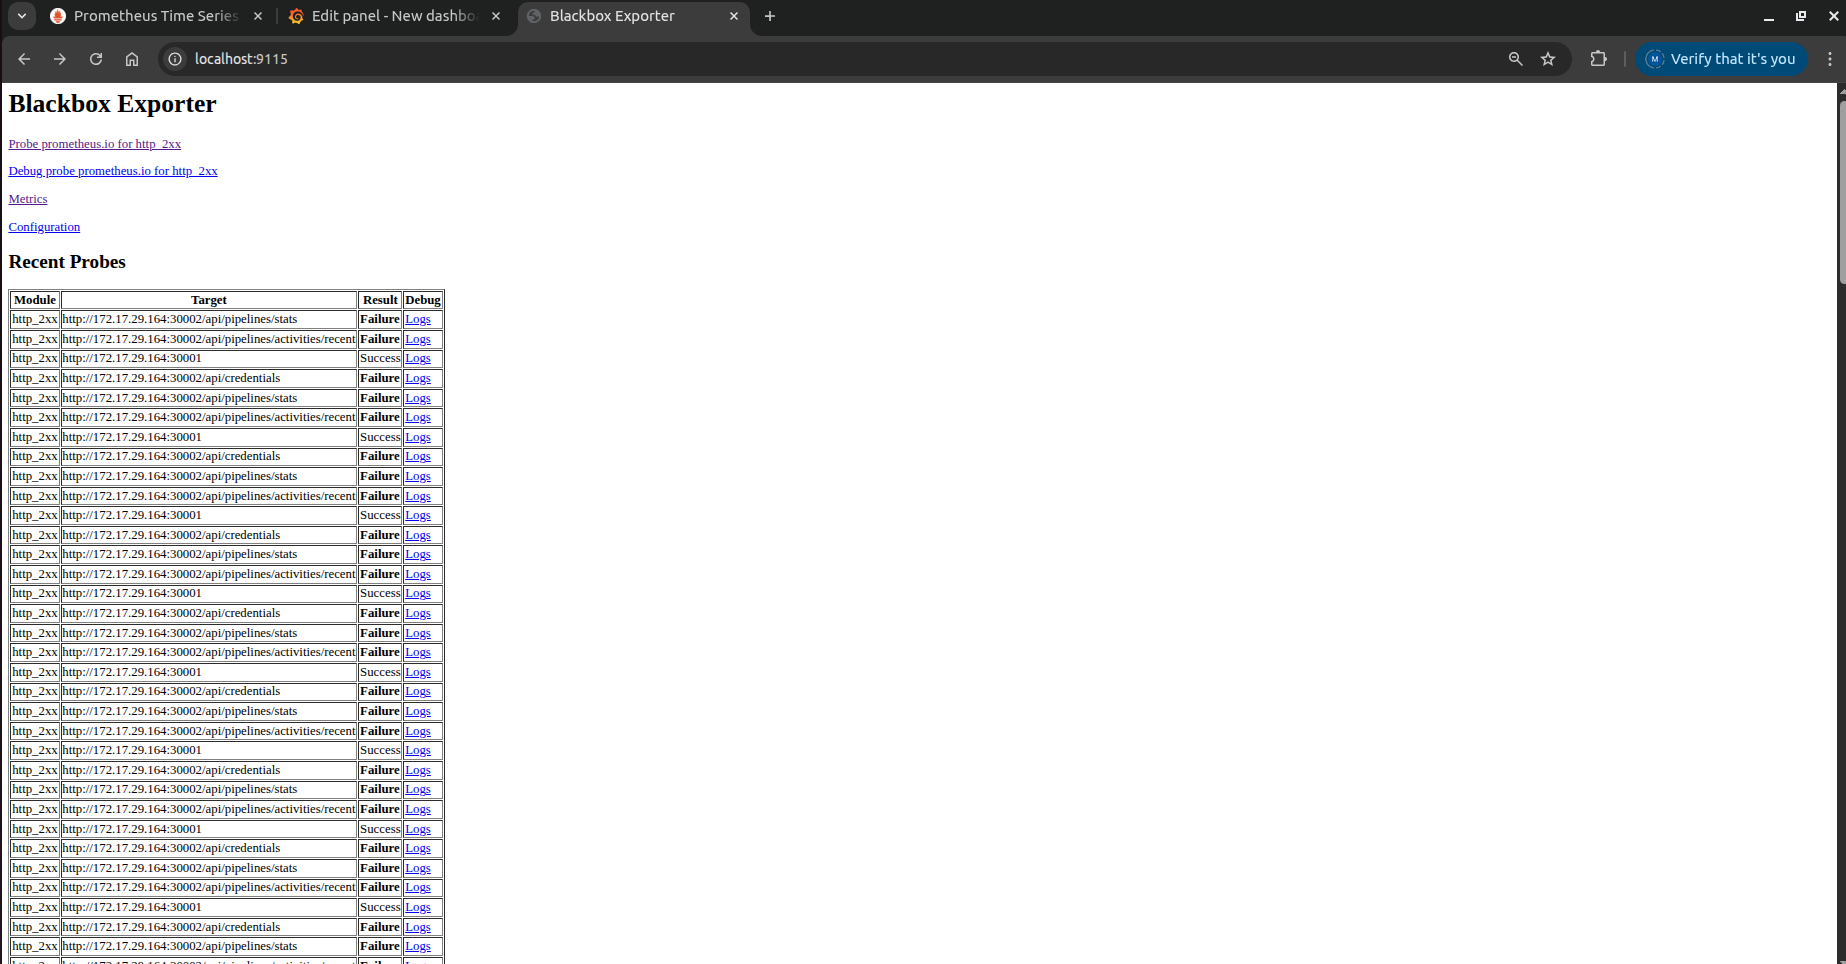 Prometheus Time Series
Edit panel - New dashbo
Blackbox Exporter
localhost:9115
M
Verify that it's you
Blackbox Exporter
Probe prometheus.io for http_2xx
Debug probe prometheus.io for http_2xx
Metrics
Configuration
Recent Probes
Module Target Result Debug
http_2xx http://172.17.29.164:30002/api/pipelines/stats Failure Logs
http_2xx http://172.17.29.164:30002/api/pipelines/activities/recent Failure Logs
http_2xx http://172.17.29.164:30001 Success Logs
http_2xx http://172.17.29.164:30002/api/credentials Failure Logs
http_2xx http://172.17.29.164:30002/api/pipelines/stats Failure Logs
http_2xx http://172.17.29.164:30002/api/pipelines/activities/recent Failure Logs
http_2xx http://172.17.29.164:30001 Success Logs
http_2xx http://172.17.29.164:30002/api/credentials Failure Logs
http_2xx http://172.17.29.164:30002/api/pipelines/stats Failure Logs
http_2xx http://172.17.29.164:30002/api/pipelines/activities/recent Failure Logs
http_2xx http://172.17.29.164:30001 Success Logs
http_2xx http://172.17.29.164:30002/api/credentials Failure Logs
http_2xx http://172.17.29.164:30002/api/pipelines/stats Failure Logs
http_2xx http://172.17.29.164:30002/api/pipelines/activities/recent Failure Logs
http_2xx http://172.17.29.164:30001 Success Logs
http_2xx http://172.17.29.164:30002/api/credentials Failure Logs
http_2xx http://172.17.29.164:30002/api/pipelines/stats Failure Logs
http_2xx http://172.17.29.164:30002/api/pipelines/activities/recent Failure Logs
http_2xx http://172.17.29.164:30001 Success Logs
http_2xx http://172.17.29.164:30002/api/credentials Failure Logs
http_2xx http://172.17.29.164:30002/api/pipelines/stats Failure Logs
http_2xx http://172.17.29.164:30002/api/pipelines/activities/recent Failure Logs
http_2xx http://172.17.29.164:30001 Success Logs
http_2xx http://172.17.29.164:30002/api/credentials Failure Logs
http_2xx http://172.17.29.164:30002/api/pipelines/stats Failure Logs
http_2xx http://172.17.29.164:30002/api/pipelines/activities/recent Failure Logs
http_2xx http://172.17.29.164:30001 Success Logs
http_2xx http://172.17.29.164:30002/api/credentials Failure Logs
http_2xx http://172.17.29.164:30002/api/pipelines/stats Failure Logs
http_2xx http://172.17.29.164:30002/api/pipelines/activities/recent Failure Logs
http_2xx http://172.17.29.164:30001 Success Logs
http_2xx http://172.17.29.164:30002/api/credentials Failure Logs
http_2xx http://172.17.29.164:30002/api/pipelines/stats Failure Logs